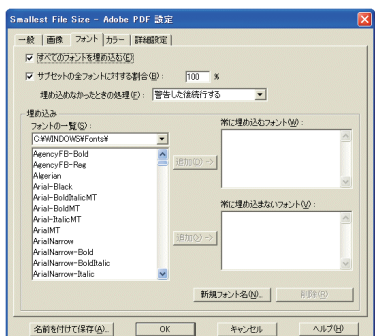 Smallest File Size - Adobe PDF 設定
一般 画像 フォント カラー 詳細設定
すべてのフォントを埋め込む(E)
サブセットの全フォントに対する割合(B): 100 %
埋め込めなかったときの処理(F): 警告した後続行する
埋め込み
フォントの一覧(S):
C:¥WINDOWS¥Fonts¥
AgencyFB-Bold
AgencyFB-Reg
Algerian
Arial-Black
Arial-BoldItalicMT
Arial-BoldMT
Arial-ItalicMT
ArialMT
ArialNarrow
ArialNarrow-Bold
ArialNarrow-BoldItalic
ArialNarrow-Italic
常に埋め込むフォント(W):
追加(D)->
常に埋め込まないフォント(V):
追加(Y)->
新規フォント名(N)...
削除(R)
名前を付けて保存(A)... OK キャンセル ヘルプ(H)